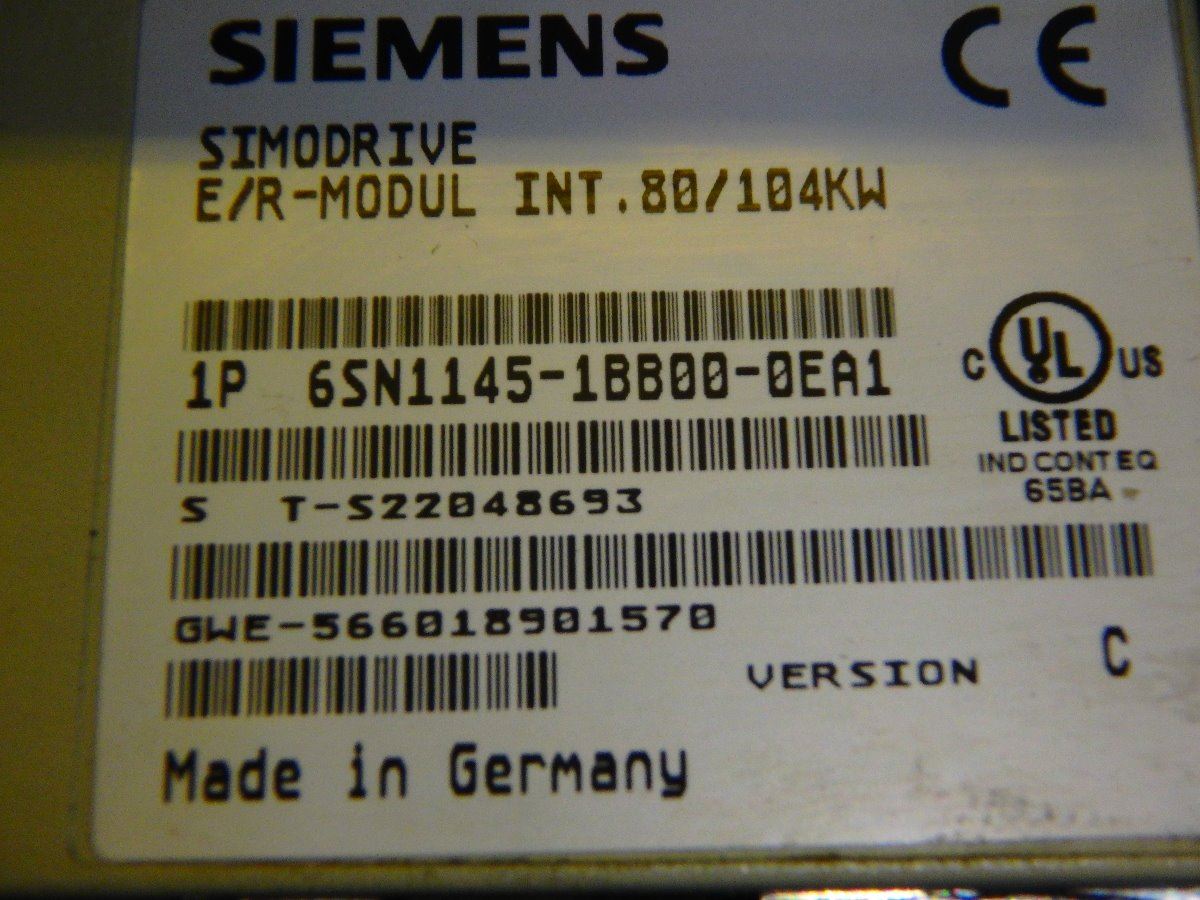 SIEMENS
CE
SIMODRIVE
E/R-MODUL INT.80/104KW
1P 6SN1145-1BB00-0EA1
C UL US
LISTED
IND CONT EQ
65BA
S T-S22048693
GWE-566018901570
VERSION C
Made in Germany